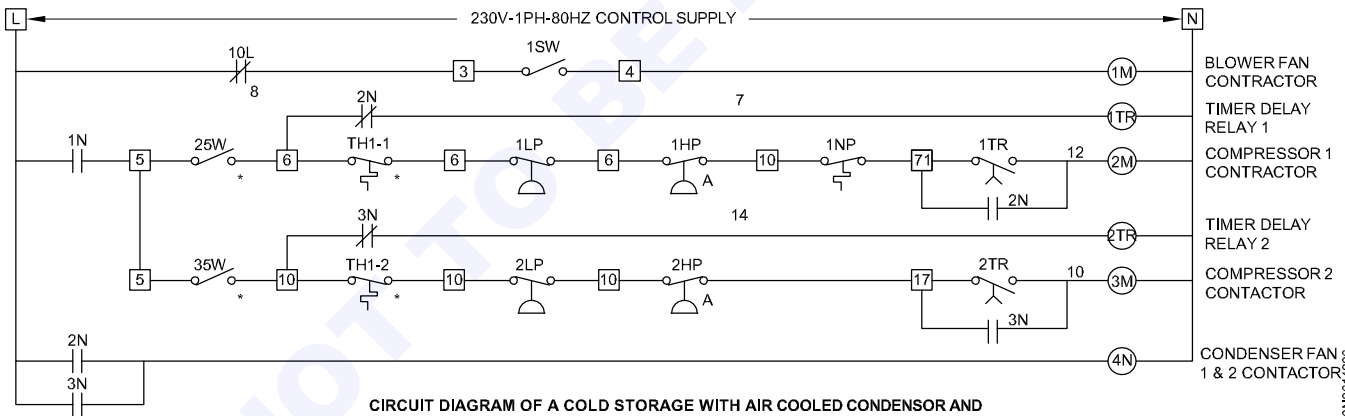 L
230V-1PH-80HZ CONTROL SUPPLY
N
10L
8
3
1SW
4
1M
BLOWER FAN
CONTRACTOR
2N
7
1TR
TIMER DELAY
RELAY 1
1N
5
25W
*
6
TH1-1
*
6
1LP
6
1HP
A
10
1NP
71
1TR
12
2M
COMPRESSOR 1
CONTRACTOR
2N
3N
14
2TR
TIMER DELAY
RELAY 2
5
35W
*
10
TH1-2
*
10
2LP
10
2HP
A
17
2TR
10
3M
COMPRESSOR 2
CONTACTOR
3N
2N
4N
CONDENSER FAN
1 & 2 CONTACTOR
3N
CIRCUIT DIAGRAM OF A COLD STORAGE WITH AIR COOLED CONDENSOR AND
NOT TO BE